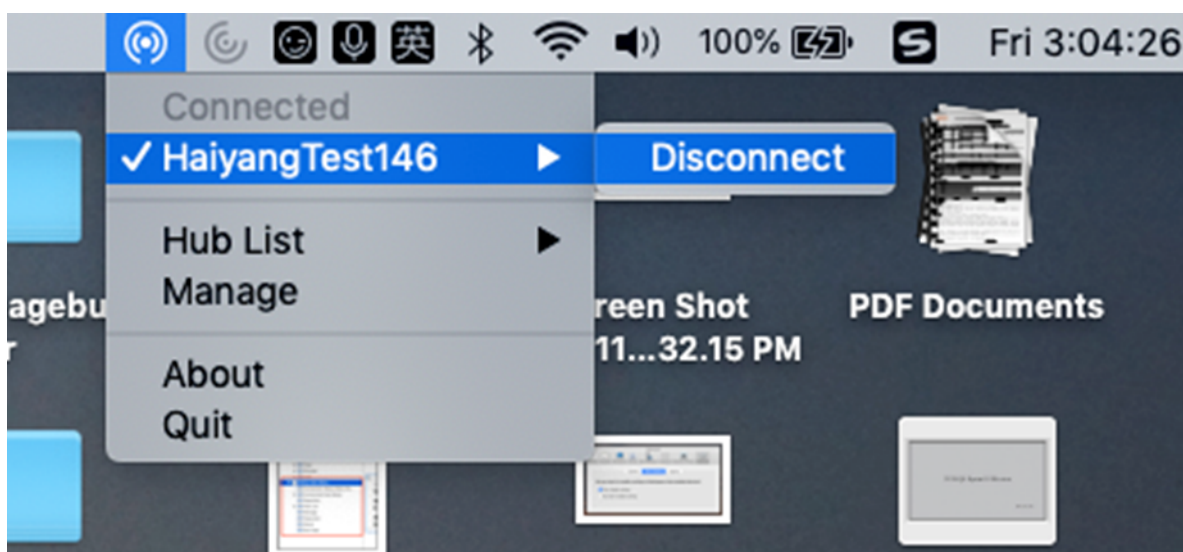 英 100% S Fri 3:04:26
Connected
HaiyangTest146
Disconnect
Hub List
Manage
About
Quit
agebu
r
reen Shot
11...32.15 PM
PDF Documents